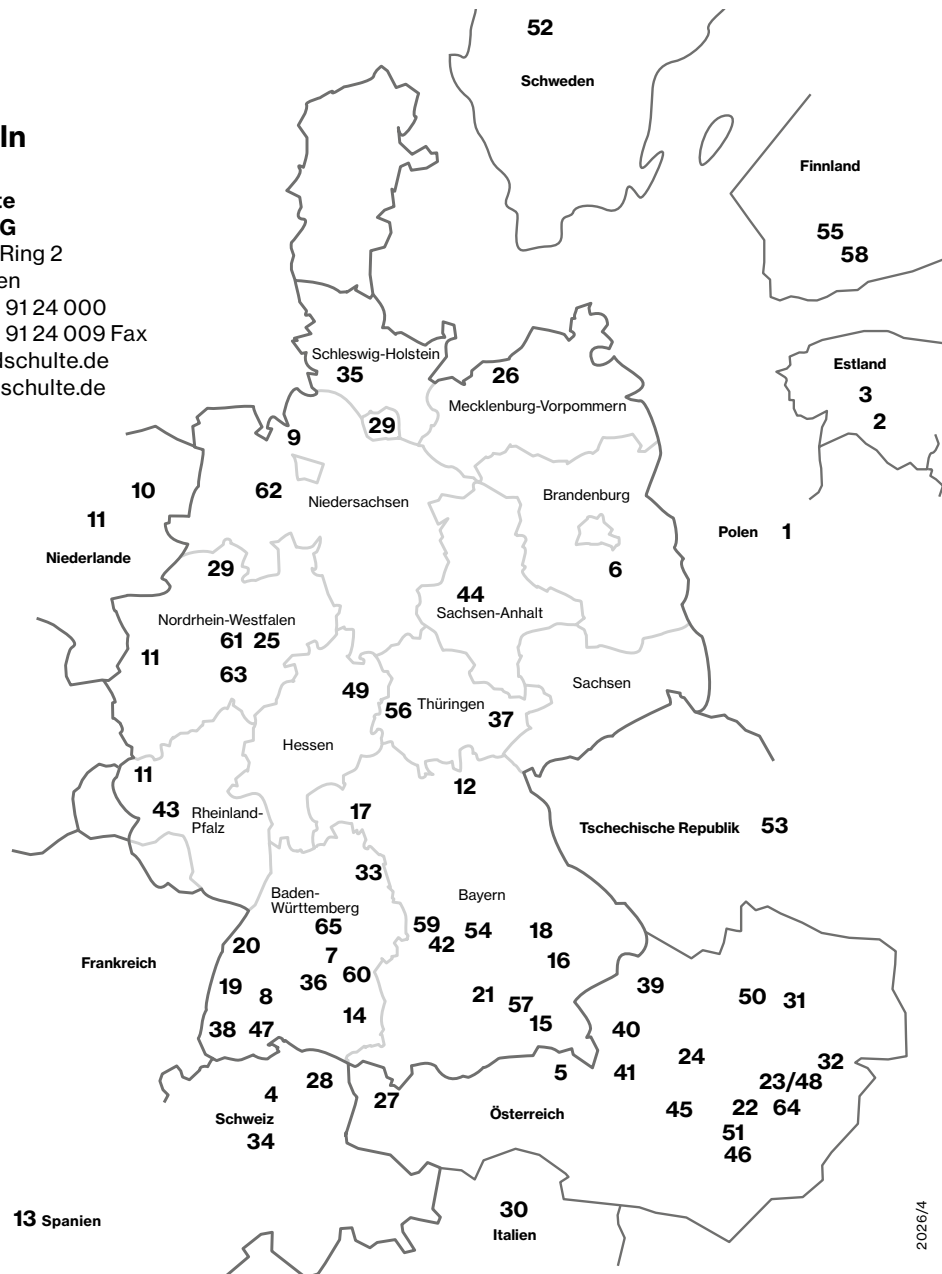 52
Schweden
ln
te
G
Ring 2
en
91 24 000
91 24 009 Fax
lschulte.de
schulte.de
Finnland
55
58
Schleswig-Holstein
35
26
Mecklenburg-Vorpommern
Estland
3
2
29
9
10
62
Niedersachsen
Brandenburg
11
Niederlande
Polen 1
29
6
44
Sachsen-Anhalt
Nordrhein-Westfalen
61 25
11
63
49
Sachsen
56
Thüringen
37
Hessen
11
12
43
Rheinland-
Pfalz
17
Tschechische Republik 53
33
Baden-
Württemberg
Bayern
65
59
54
18
42
20
7
16
Frankreich
60
36
19
8
21
57
39
50
31
14
15
38
47
40
24
5
41
32
28
4
27
23/48
Schweiz
34
Österreich
45
22
64
51
46
13 Spanien
30
Italien
2026/4